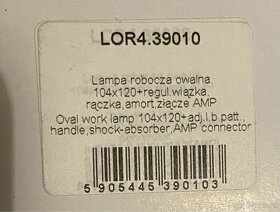 LOR4.39010
Lampa robocza owalna
104x120+regul.wiązka,
rączka,amort,złącze AMP
Oval work lamp 104x120+adj.l.b.patt.,
handle,shock-absorber,AMP connector
5 905445 390103